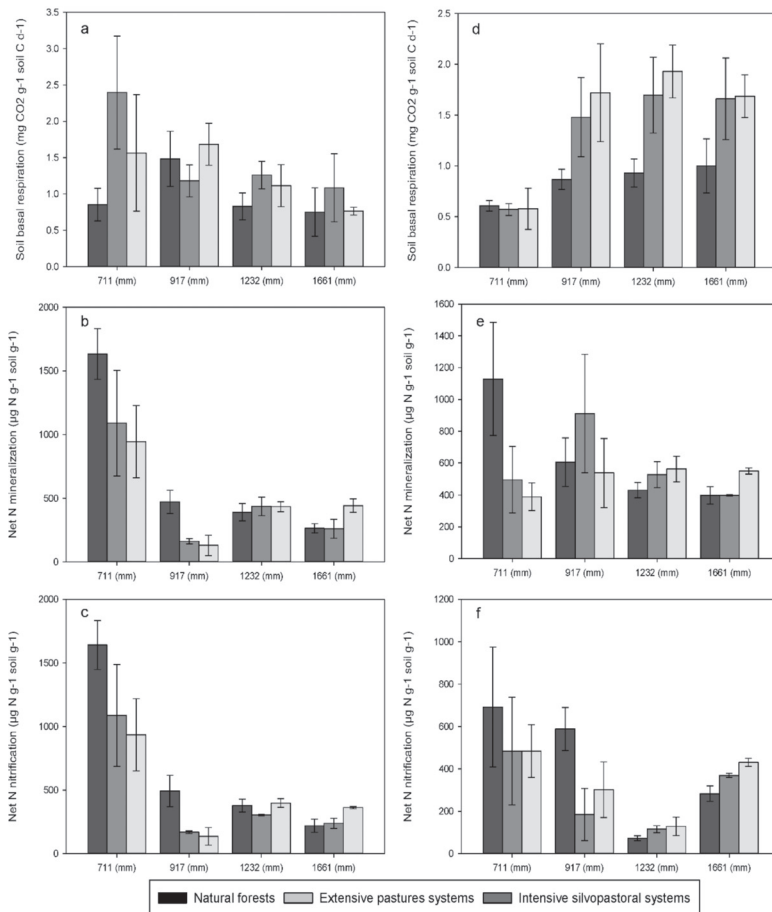 a
Soil basal respiration (mg CO2 g-1 soil C d-1)
3.5
3.0
2.5
2.0
1.5
1.0
0.5
0.0
711 (mm) 917 (mm) 1232 (mm) 1661 (mm)
d
Soil basal respiration (mg CO2 g-1 soil C d-1)
2.5
2.0
1.5
1.0
0.5
0.0
711 (mm) 917 (mm) 1232 (mm) 1661 (mm)
b
Net N mineralization (µg N g-1 soil g-1)
2000
1500
1000
500
0
711 (mm) 917 (mm) 1232 (mm) 1661 (mm)
e
Net N mineralization (µg N g-1 soil g-1)
1600
1400
1200
1000
800
600
400
200
0
711 (mm) 917 (mm) 1232 (mm) 1661 (mm)
c
Net N nitrification (µg N g-1 soil g-1)
2000
1500
1000
500
0
711 (mm) 917 (mm) 1232 (mm) 1661 (mm)
f
Net N nitrification (µg N g-1 soil g-1)
1200
1000
800
600
400
200
0
711 (mm) 917 (mm) 1232 (mm) 1661 (mm)
Natural forests Extensive pastures systems Intensive silvopastoral systems